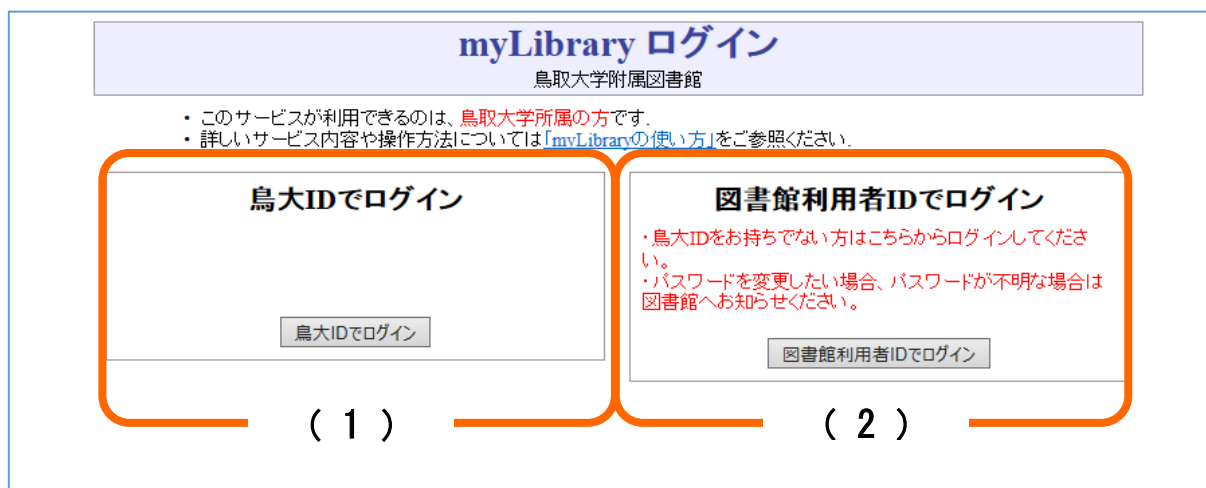 myLibrary ログイン
鳥取大学附属図書館
・ このサービスが利用できるのは、鳥取大学所属の方です.
・ 詳しいサービス内容や操作方法については「myLibraryの使い方」をご参照ください.
鳥大IDでログイン
鳥大IDでログイン
( 1 )
図書館利用者IDでログイン
・鳥大IDをお持ちでない方はこちらからログインしてくださ
い。
・パスワードを変更したい場合、パスワードが不明な場合は
図書館へお知らせください。
図書館利用者IDでログイン
( 2 )